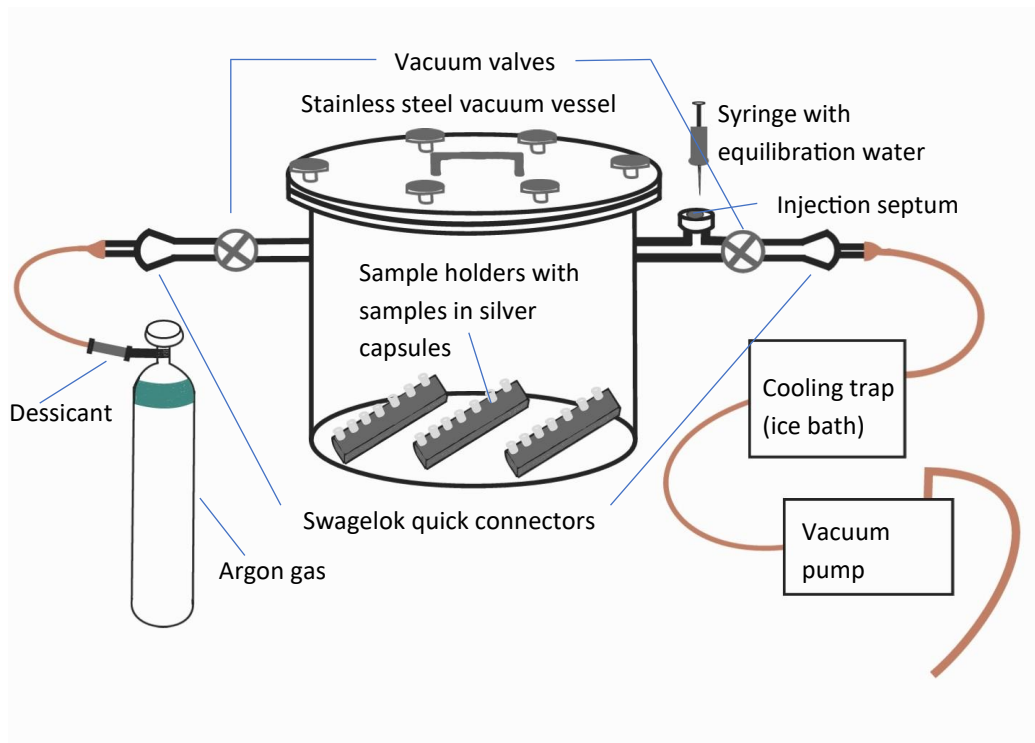 Vacuum valves
Stainless steel vacuum vessel
Syringe with
equilibration water
Injection septum
Sample holders with
samples in silver
capsules
Dessicant
Cooling trap
(ice bath)
Swagelok quick connectors
Vacuum
pump
Argon gas